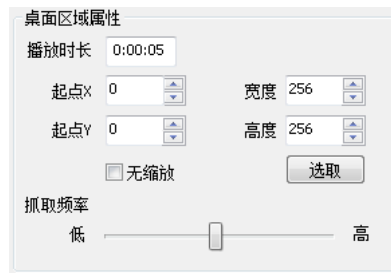 桌面区域属性
播放时长 0:00:05
起点X 0 宽度 256
起点Y 0 高度 256
无缩放 选取
抓取频率
低 高